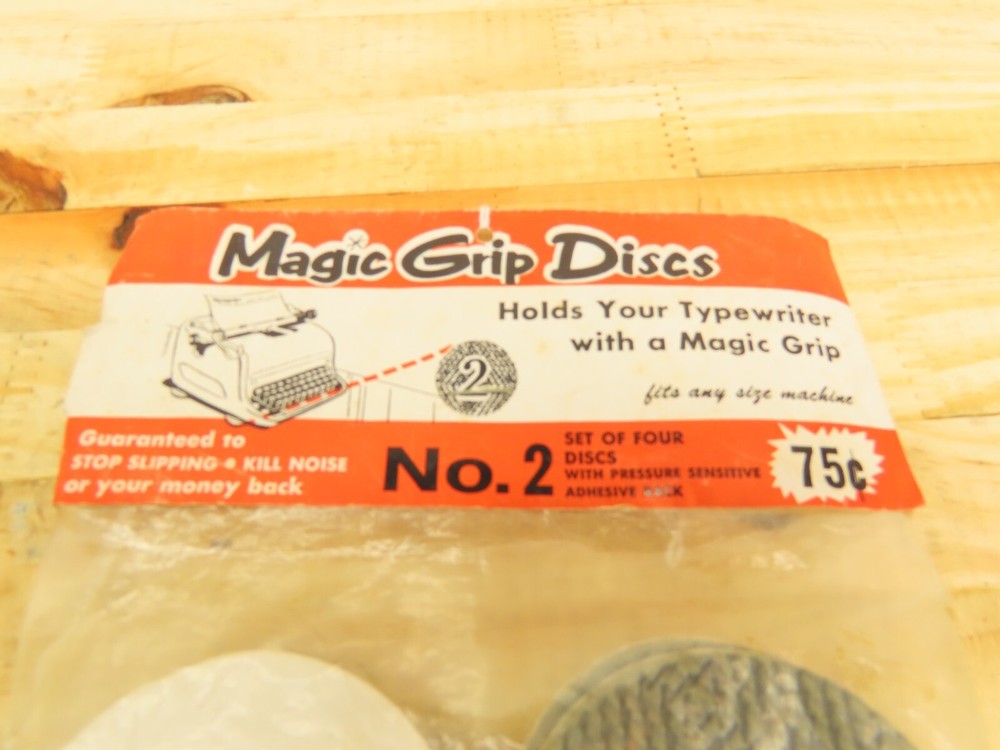 Magic Grip Discs
Holds Your Typewriter
with a Magic Grip
fits any size machine
2
Guaranteed to
STOP SLIPPING • KILL NOISE
or your money back
No. 2
SET OF FOUR
DISCS
WITH PRESSURE SENSITIVE
ADHESIVE BACK
75¢